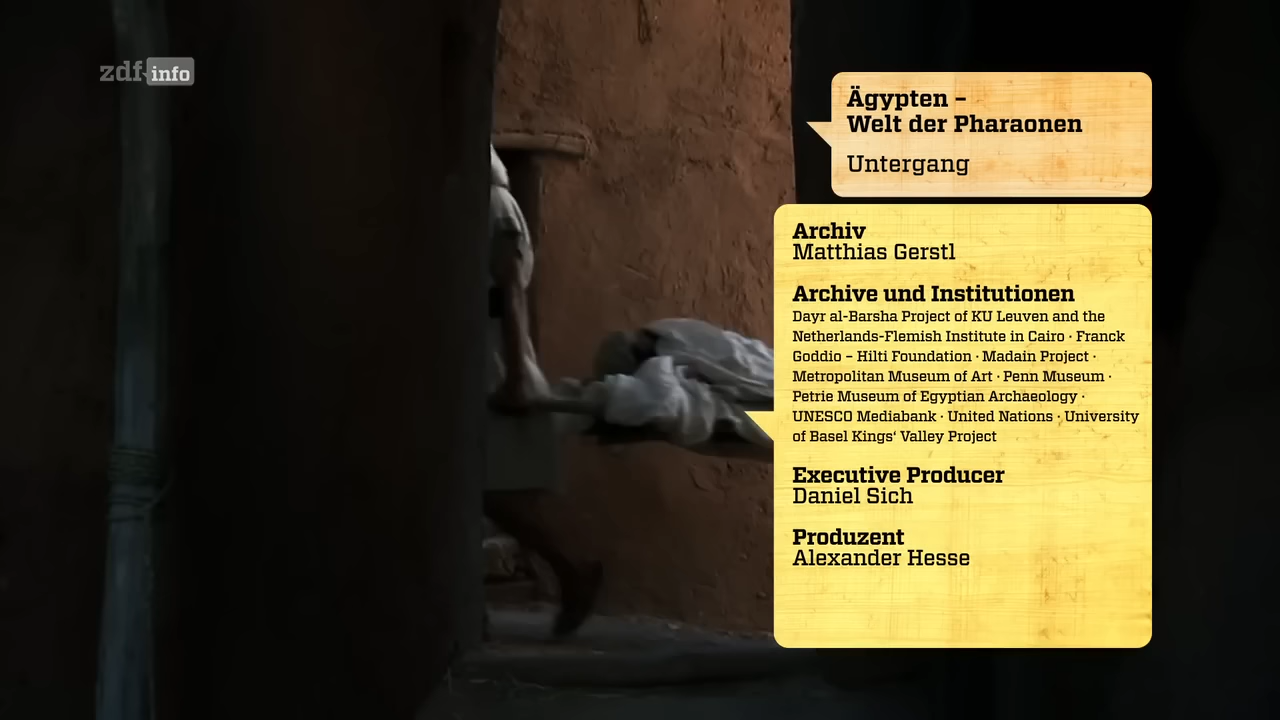 zdf info
Ägypten –
Welt der Pharaonen
Untergang
Archiv
Matthias Gerstl
Archive und Institutionen
Dayr al-Barsha Project of KU Leuven and the
Netherlands-Flemish Institute in Cairo · Franck
Goddio – Hilti Foundation · Madain Project ·
Metropolitan Museum of Art · Penn Museum ·
Petrie Museum of Egyptian Archaeology ·
UNESCO Mediabank · United Nations · University
of Basel Kings‘ Valley Project
Executive Producer
Daniel Sich
Produzent
Alexander Hesse